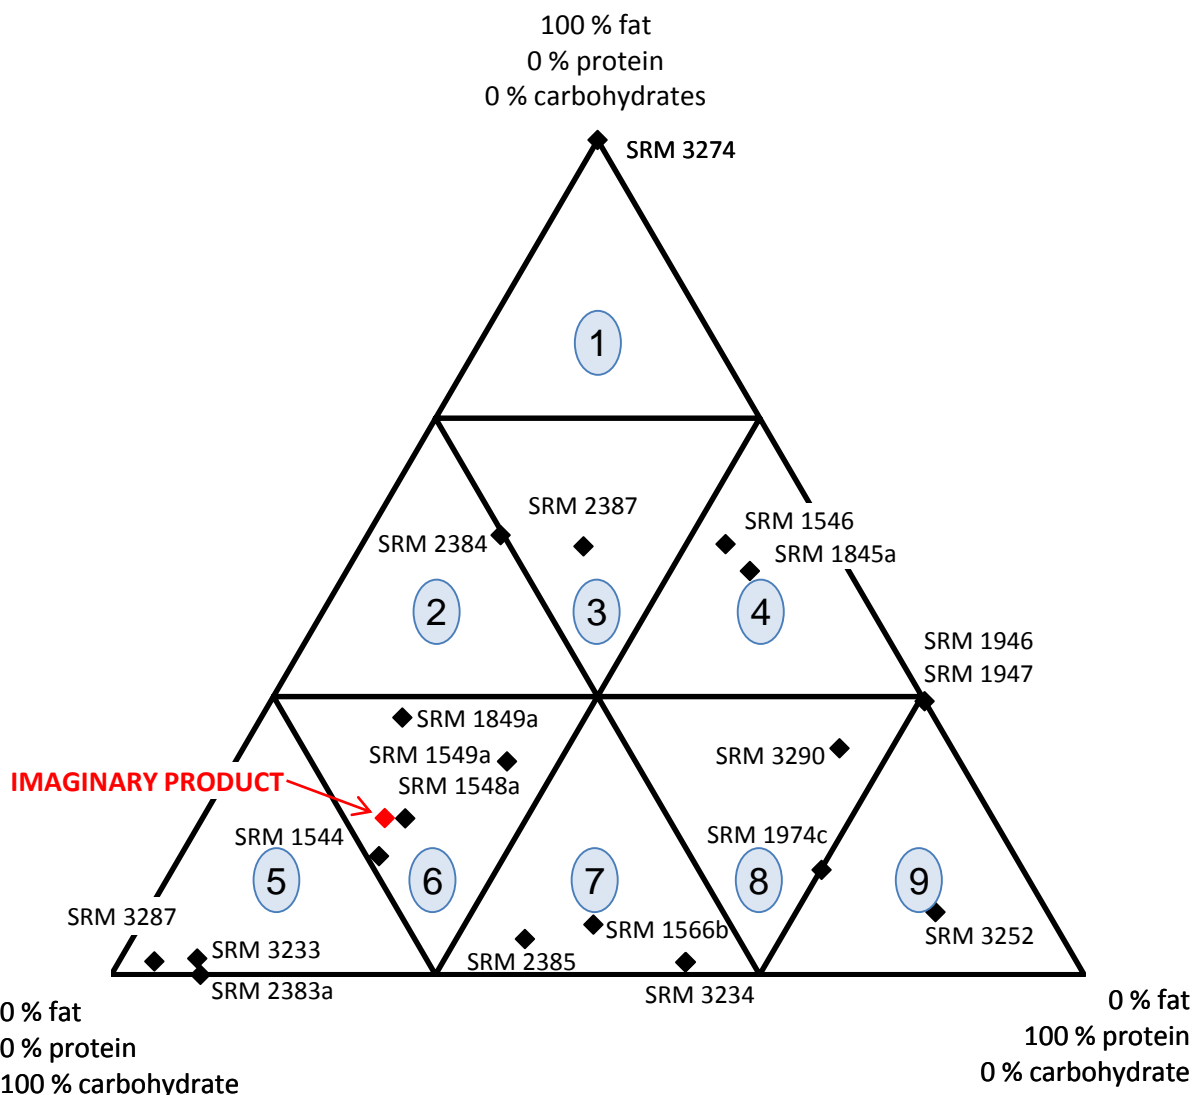 100 % fat
0 % protein
0 % carbohydrates
SRM 3274
1
SRM 2387
SRM 1546
SRM 2384
SRM 1845a
2
3
4
SRM 1946
SRM 1947
SRM 1849a
SRM 1549a
SRM 3290
IMAGINARY PRODUCT
SRM 1548a
SRM 1544
SRM 1974c
5
6
7
8
9
SRM 3287
SRM 1566b
SRM 3252
SRM 3233
SRM 2385
SRM 2383a
SRM 3234
0 % fat
0 % protein
100 % carbohydrate
0 % fat
100 % protein
0 % carbohydrate